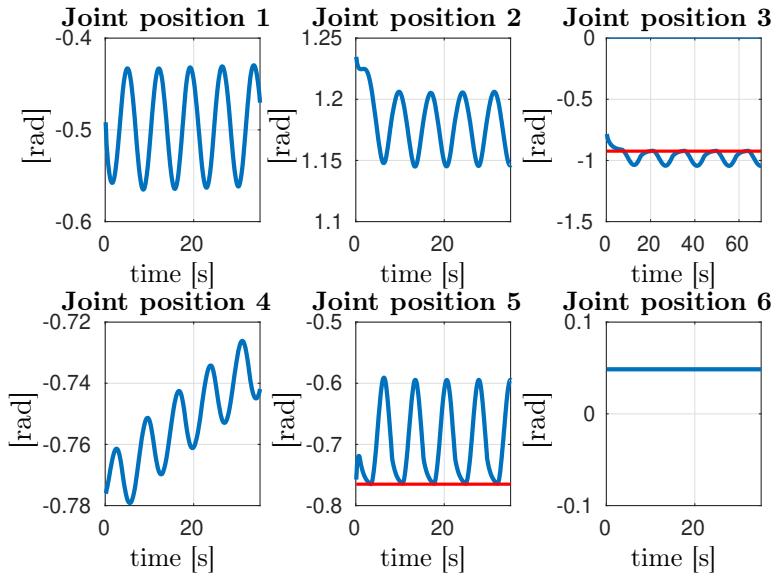 Joint position 1
-0.4
-0.5
-0.6
[rad]
0
20
time [s]
Joint position 2
1.25
1.2
1.15
1.1
[rad]
0
20
time [s]
Joint position 3
0
-0.5
-1
-1.5
[rad]
0
20
40
60
time [s]
Joint position 4
-0.72
-0.74
-0.76
-0.78
[rad]
0
20
time [s]
Joint position 5
-0.5
-0.6
-0.7
-0.8
[rad]
0
20
time [s]
Joint position 6
0.1
0
-0.1
[rad]
0
20
time [s]